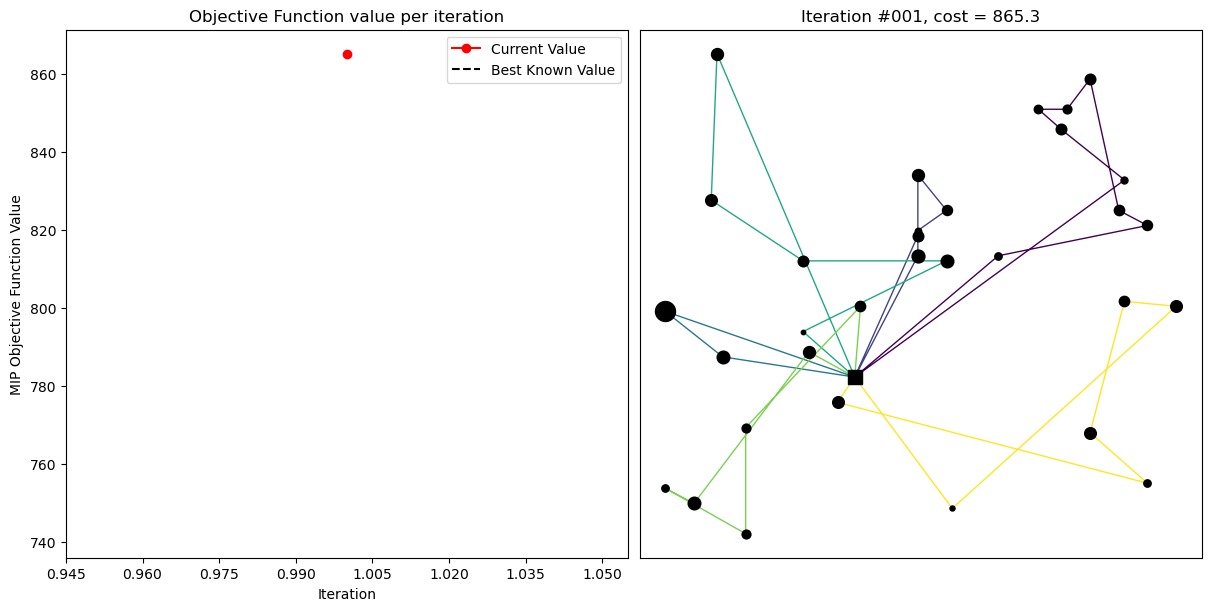 Objective Function value per iteration
MIP Objective Function Value
860
840
820
800
780
760
740
Current Value
Best Known Value
0.945 0.960 0.975 0.990 1.005 1.020 1.035 1.050
Iteration
Iteration #001, cost = 865.3